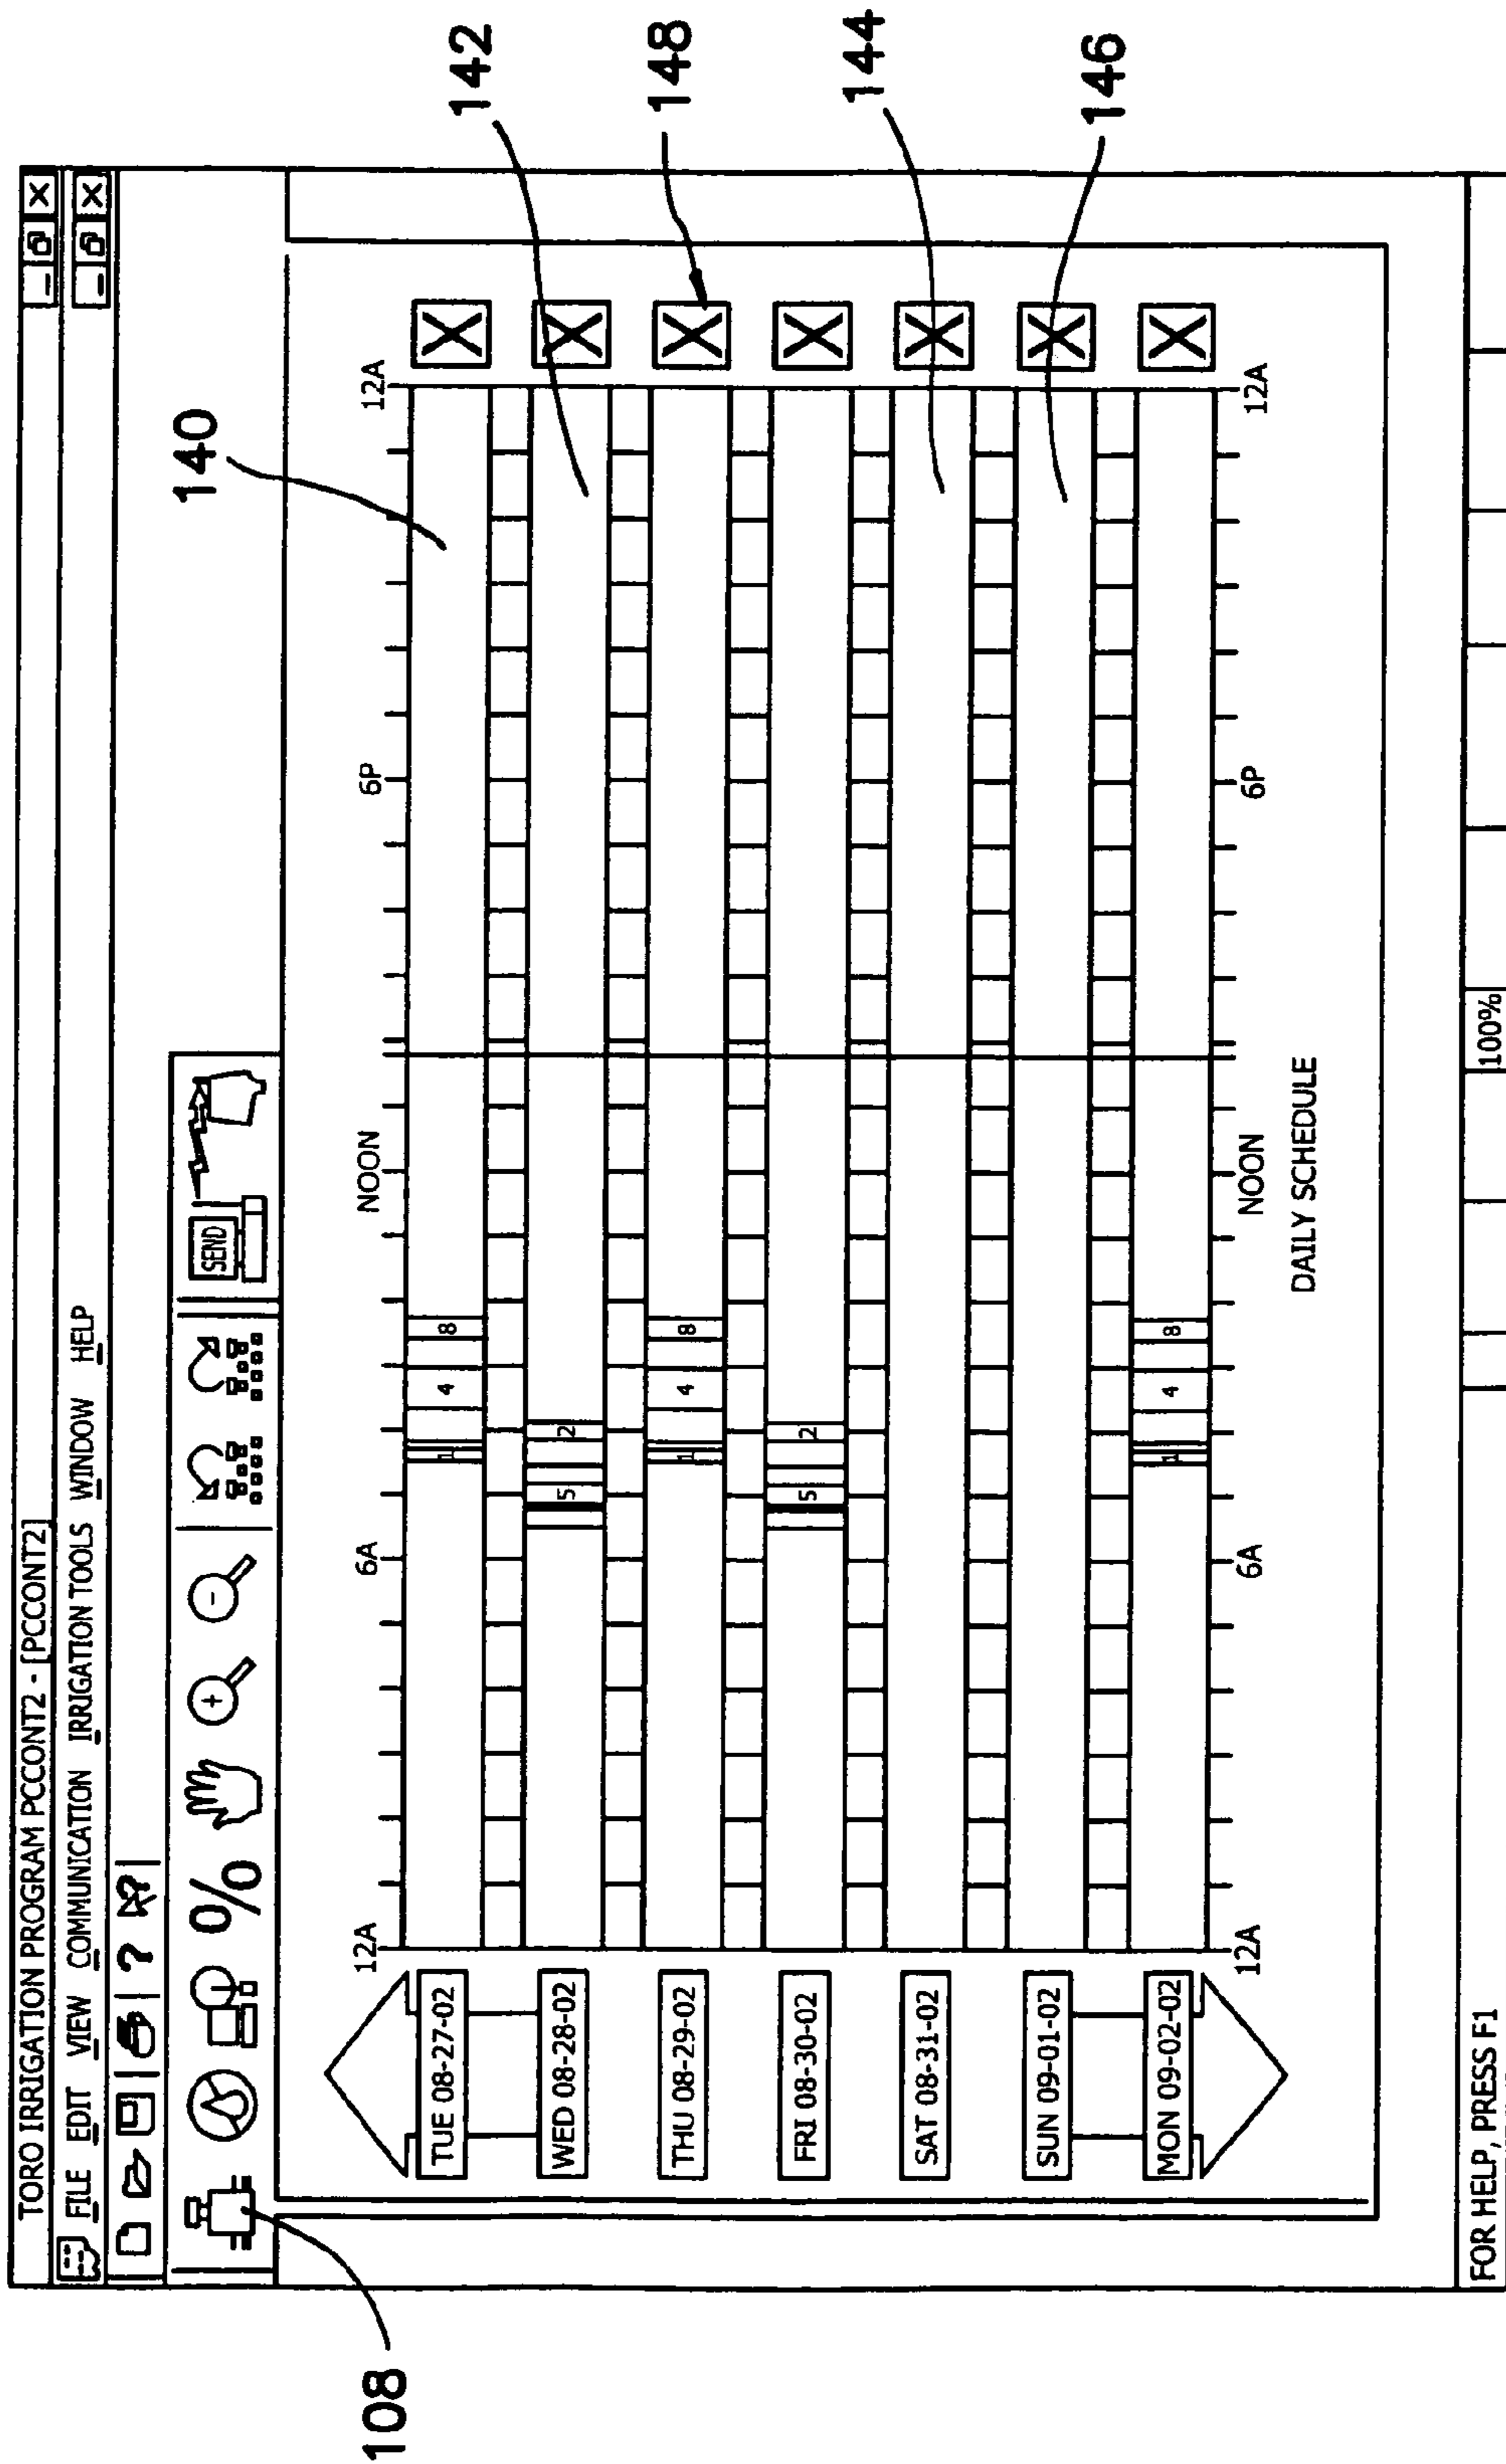 TORO IRRIGATION PROGRAM PCCONT2 - [PCCONT2]
FILE EDIT VIEW COMMUNICATION IRRIGATION TOOLS WINDOW HELP
?
%
+
-
SEND
108
140
142
148
144
146
12A 6A NOON 6P 12A
TUE 08-27-02
1 4 8
WED 08-28-02
5 2
THU 08-29-02
1 4 8
FRI 08-30-02
5 2
SAT 08-31-02
SUN 09-01-02
MON 09-02-02
1 4 8
12A 6A NOON 6P 12A
DAILY SCHEDULE
FOR HELP, PRESS F1
100%